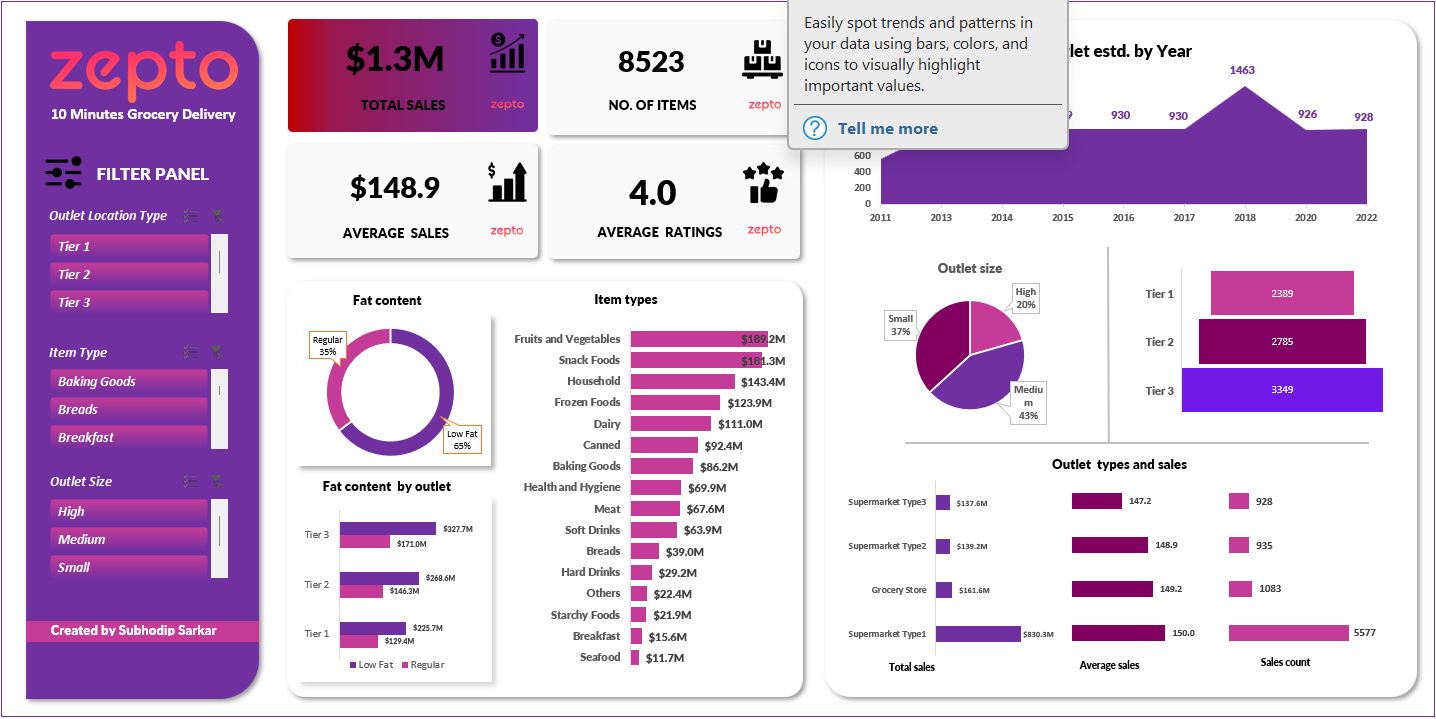 zepto
10 Minutes Grocery Delivery
FILTER PANEL
Outlet Location Type
Tier 1
Tier 2
Tier 3
Item Type
Baking Goods
Breads
Breakfast
Outlet Size
High
Medium
Small
Created by Subhodip Sarkar
$1.3M
TOTAL SALES
zepto
8523
NO. OF ITEMS
zepto
$148.9
AVERAGE SALES
zepto
4.0
AVERAGE RATINGS
zepto
Easily spot trends and patterns in
your data using bars, colors, and
icons to visually highlight
important values.
Tell me more
Fat content
Regular
35%
Low Fat
65%
Fat content by outlet
Tier 3
$327.7M
$171.0M
Tier 2
$268.6M
$146.3M
Tier 1
$225.7M
$129.4M
Low Fat
Regular
Item types
Fruits and Vegetables $189.2M
Snack Foods $181.3M
Household $143.4M
Frozen Foods $123.9M
Dairy $111.0M
Canned $92.4M
Baking Goods $86.2M
Health and Hygiene $69.9M
Meat $67.6M
Soft Drinks $63.9M
Breads $39.0M
Hard Drinks $29.2M
Others $22.4M
Starchy Foods $21.9M
Breakfast $15.6M
Seafood $11.7M
estd. by Year
1463
930 930 926 928
600
400
200
0
2011 2013 2014 2015 2016 2017 2018 2020 2022
Outlet size
High
20%
Small
37%
Mediu
m
43%
Tier 1 2389
Tier 2 2785
Tier 3 3349
Outlet types and sales
Supermarket Type3 $137.6M 147.2 928
Supermarket Type2 $139.2M 148.9 935
Grocery Store $161.6M 149.2 1083
Supermarket Type1 $830.3M 150.0 5577
Total sales Average sales Sales count